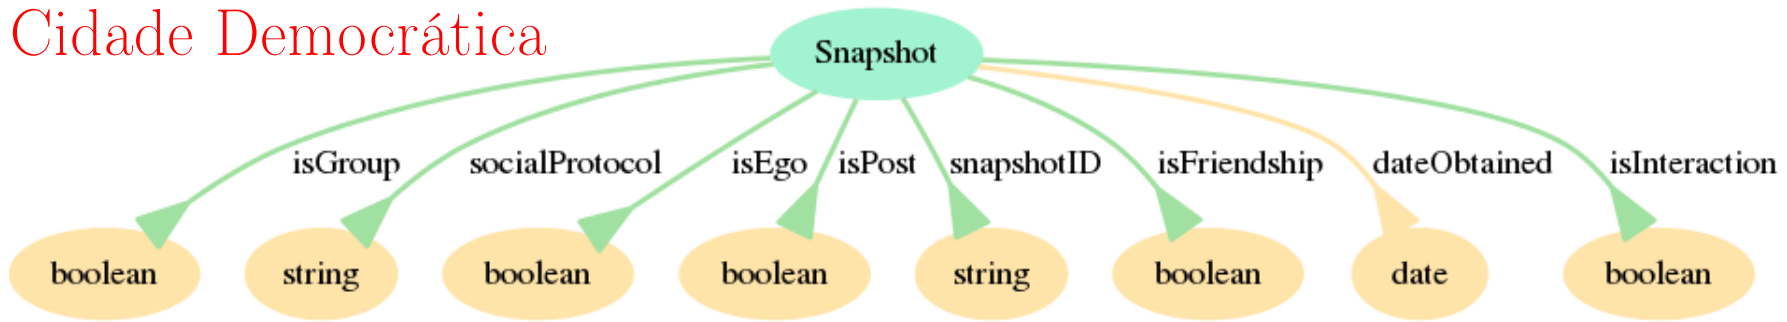 Cidade Democrática
Snapshot
isGroup socialProtocol isEgo isPost snapshotID isFriendship dateObtained isInteraction
boolean string boolean boolean string boolean date boolean